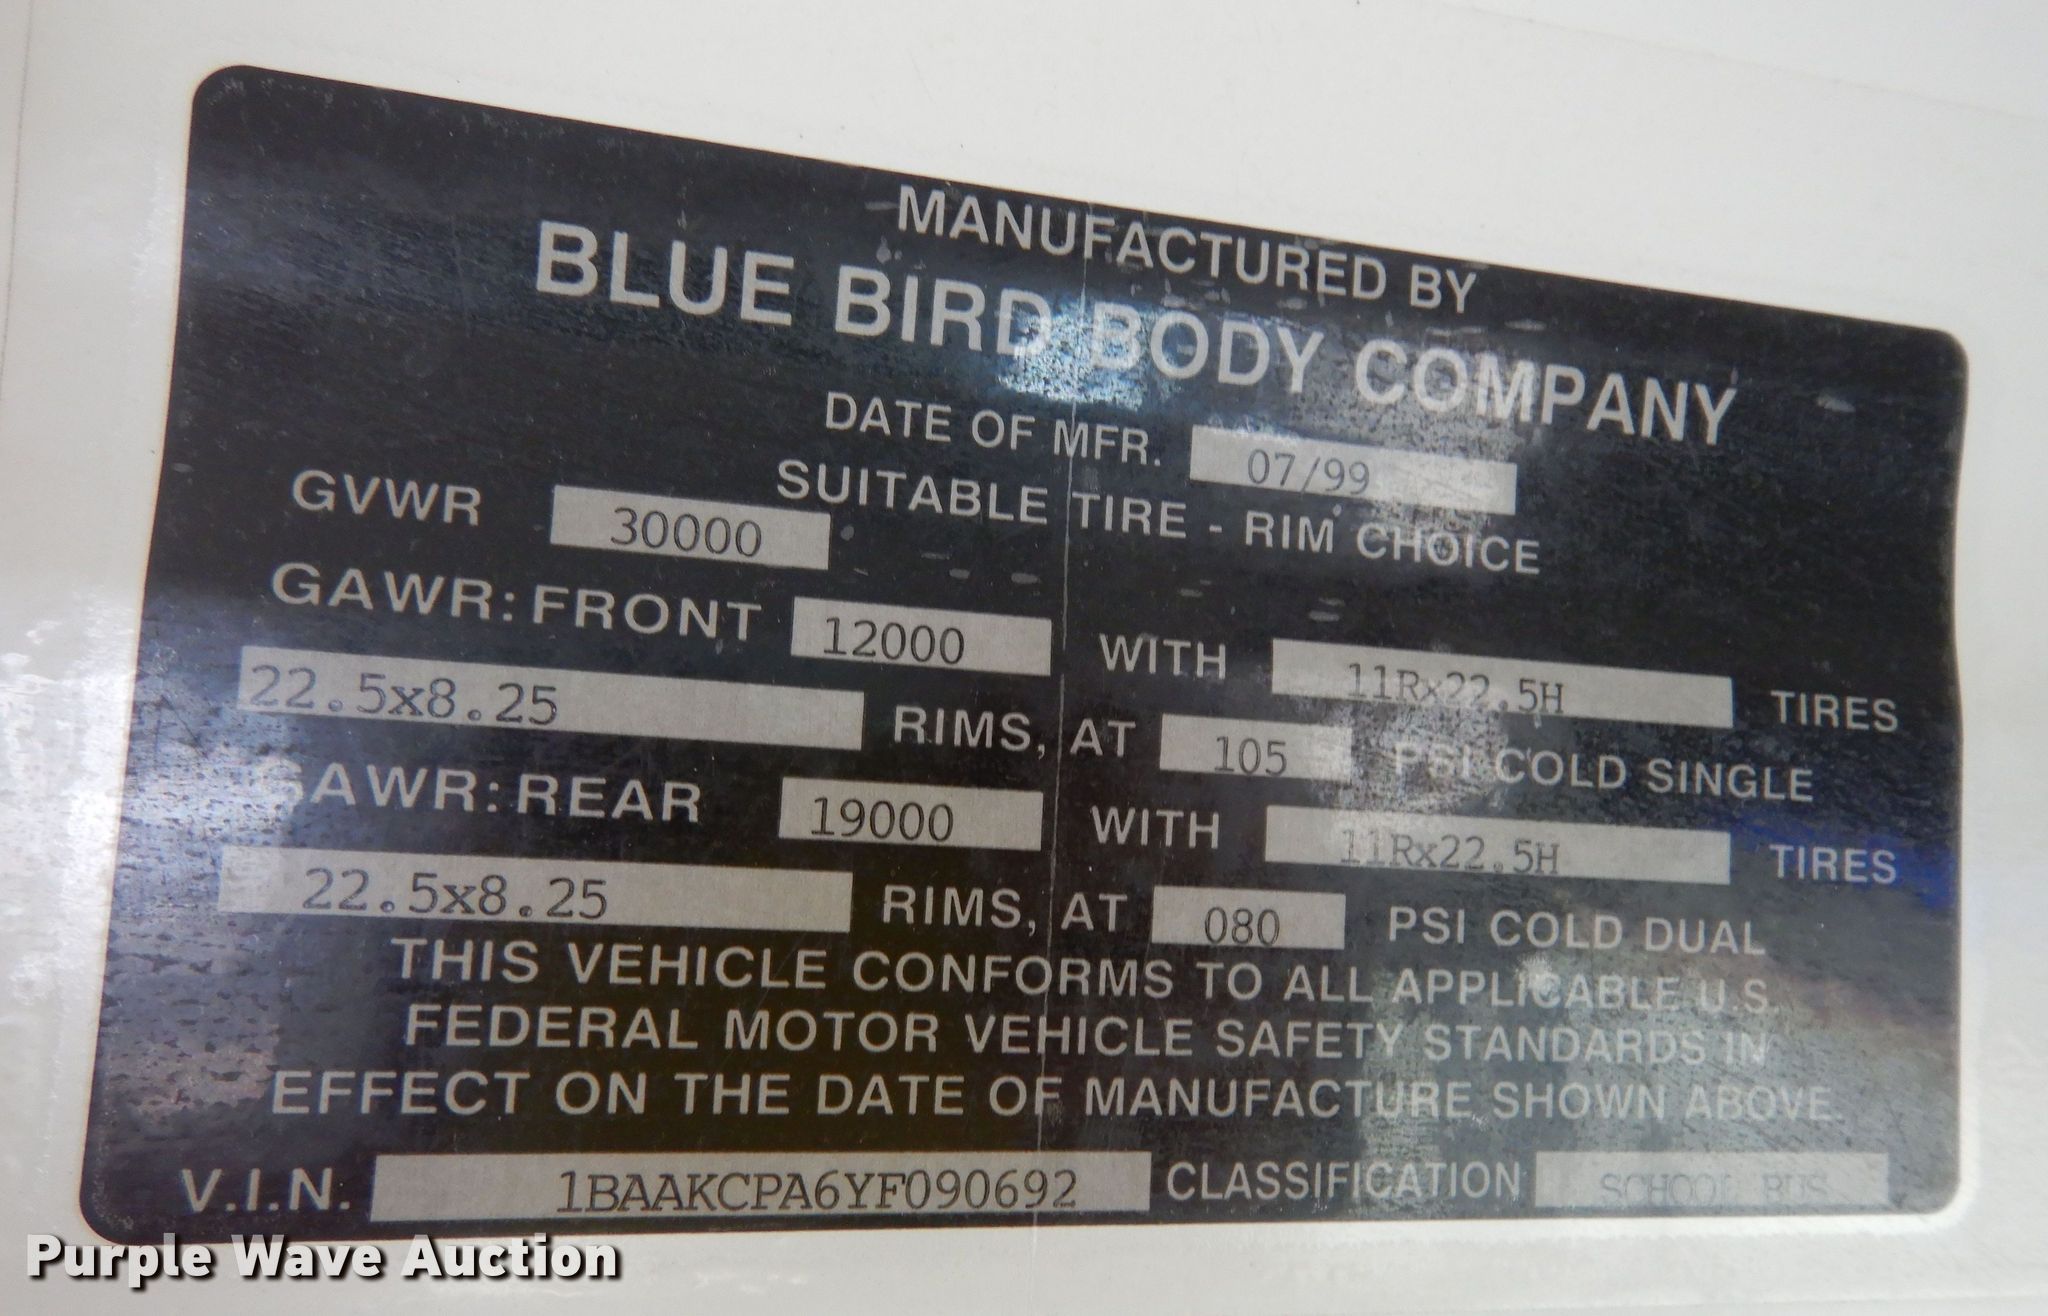 MANUFACTURED BY
BLUE BIRD BODY COMPANY
DATE OF MFR. 07/99
GVWR 30000 SUITABLE TIRE - RIM CHOICE
GAWR: FRONT 12000 WITH 11Rx22.5H TIRES
22.5x8.25 RIMS, AT 105 PSI COLD SINGLE
GAWR: REAR 19000 WITH 11Rx22.5H TIRES
22.5x8.25 RIMS, AT 080 PSI COLD DUAL
THIS VEHICLE CONFORMS TO ALL APPLICABLE U.S.
FEDERAL MOTOR VEHICLE SAFETY STANDARDS IN
EFFECT ON THE DATE OF MANUFACTURE SHOWN ABOVE.
V.I.N. 1BAAKCPA6YF090692 CLASSIFICATION SCHOOL BUS
Purple Wave Auction